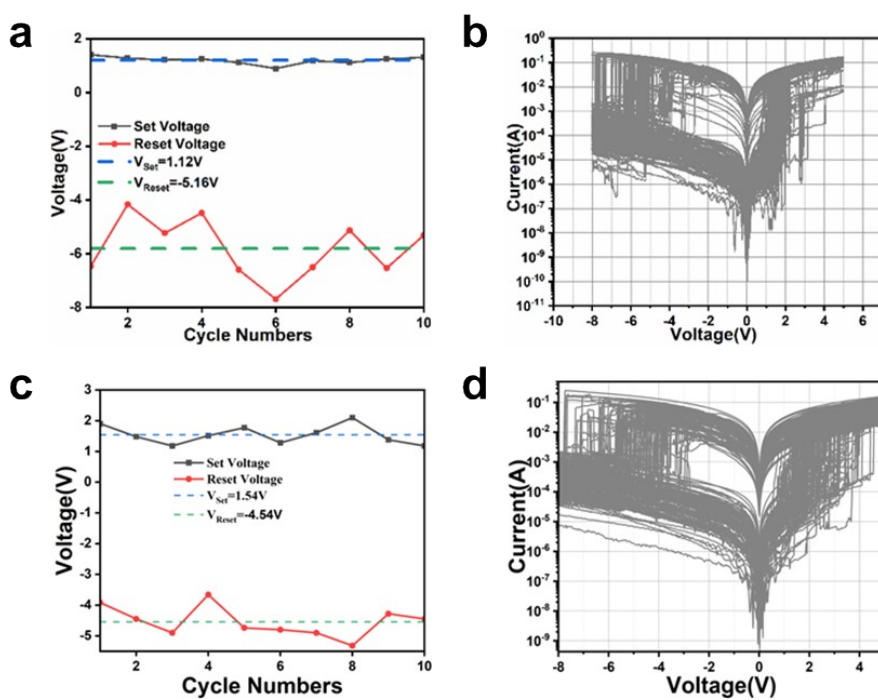 a
2
0
-2
-4
-6
-8
Voltage(V)
Set Voltage
Reset Voltage
V_Set=1.12V
V_Reset=-5.16V
2 4 6 8 10
Cycle Numbers
b
10^0
10^-1
10^-2
10^-3
10^-4
10^-5
10^-6
10^-7
10^-8
10^-9
10^-10
10^-11
Current(A)
-10 -8 -6 -4 -2 0 2 4 6
Voltage(V)
c
3
2
1
0
-1
-2
-3
-4
-5
Voltage(V)
Set Voltage
Reset Voltage
V_Set=1.54V
V_Reset=-4.54V
2 4 6 8 10
Cycle Numbers
d
10^-1
10^-2
10^-3
10^-4
10^-5
10^-6
10^-7
10^-8
10^-9
Current(A)
-8 -6 -4 -2 0 2 4
Voltage(V)